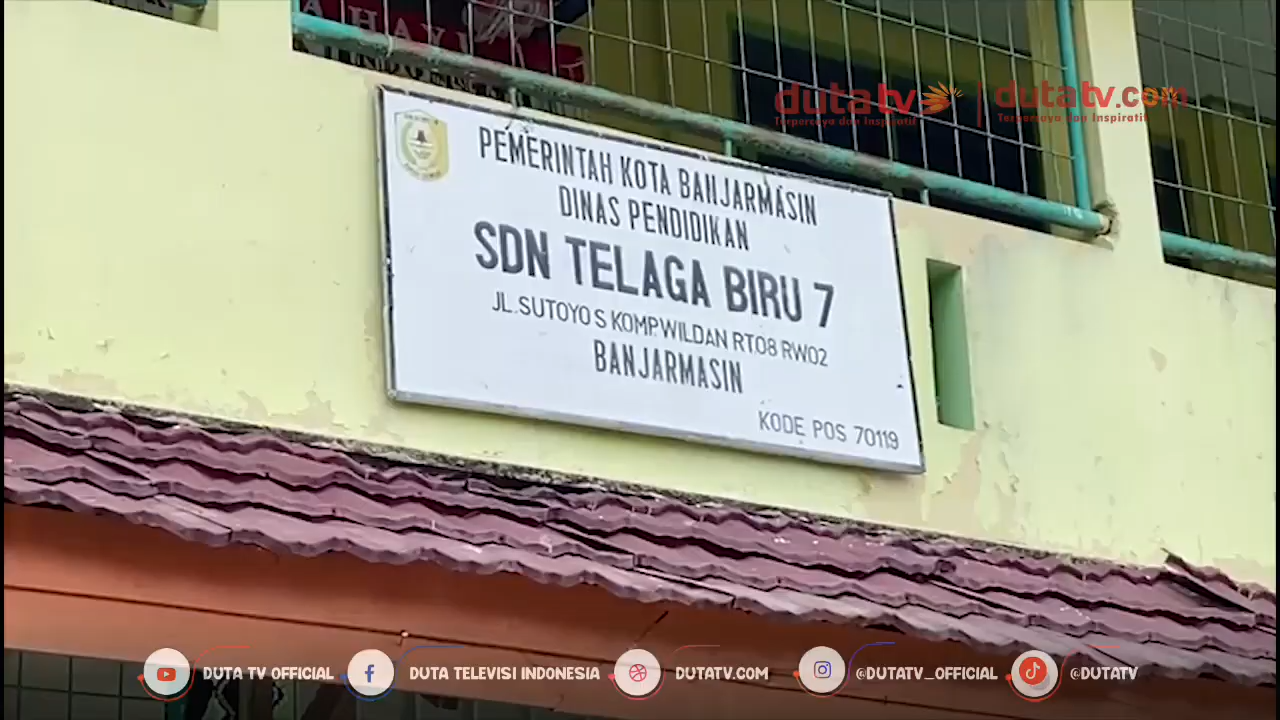 dutatv
Terpercaya dan Inspiratif
dutatv.com
Terpercaya dan Inspiratif
PEMERINTAH KOTA BANJARMASIN
DINAS PENDIDIKAN
SDN TELAGA BIRU 7
JL.SUTOYO S KOMP.WILDAN RT08 RW02
BANJARMASIN
KODE POS 70119
DUTA TV OFFICIAL
DUTA TELEVISI INDONESIA
DUTATV.COM
@DUTATV_OFFICIAL
@DUTATV